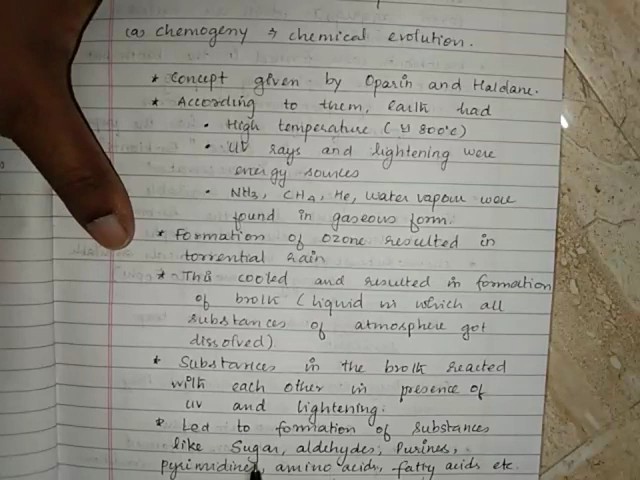 (a) Chemogeny → chemical evolution.
* Concept given by Oparin and Haldane.
* According to them, earth had
• High temperature ( 800°C)
• UV rays and lightening were
energy sources
• NH3, CH4, He, water vapour were
found in gaseous form.
* Formation of ozone resulted in
torrential rain
* This cooled and resulted in formation
of broth (liquid in which all
substances of atmosphere got
dissolved)
* Substances in the broth reacted
with each other in presence of
UV and lightening.
* Led to formation of substances
like Sugar, aldehydes, Purines,
pyrimidines, amino acids, fatty acids etc.